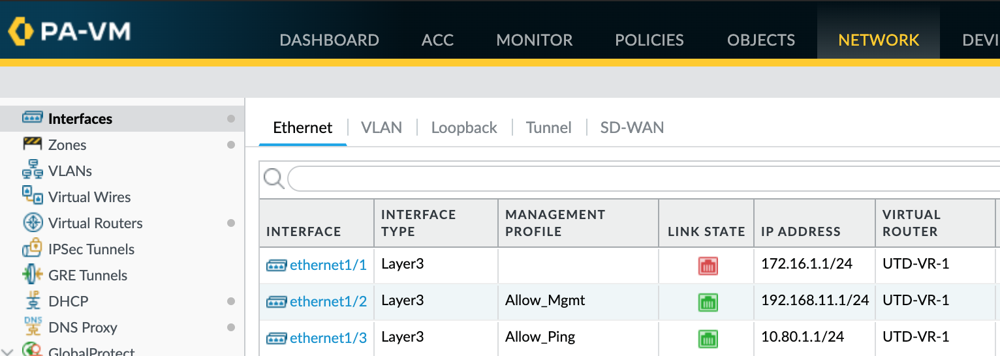 PA-VM
DASHBOARD ACC MONITOR POLICIES OBJECTS NETWORK DEVI
Interfaces
Zones
VLANs
Virtual Wires
Virtual Routers
IPSec Tunnels
GRE Tunnels
IP
DHCP
DNS
DNS Proxy
GlobalProtect
Ethernet VLAN Loopback Tunnel SD-WAN
INTERFACE INTERFACE TYPE MANAGEMENT PROFILE LINK STATE IP ADDRESS VIRTUAL ROUTER
ethernet1/1 Layer3 172.16.1.1/24 UTD-VR-1
ethernet1/2 Layer3 Allow_Mgmt 192.168.11.1/24 UTD-VR-1
ethernet1/3 Layer3 Allow_Ping 10.80.1.1/24 UTD-VR-1